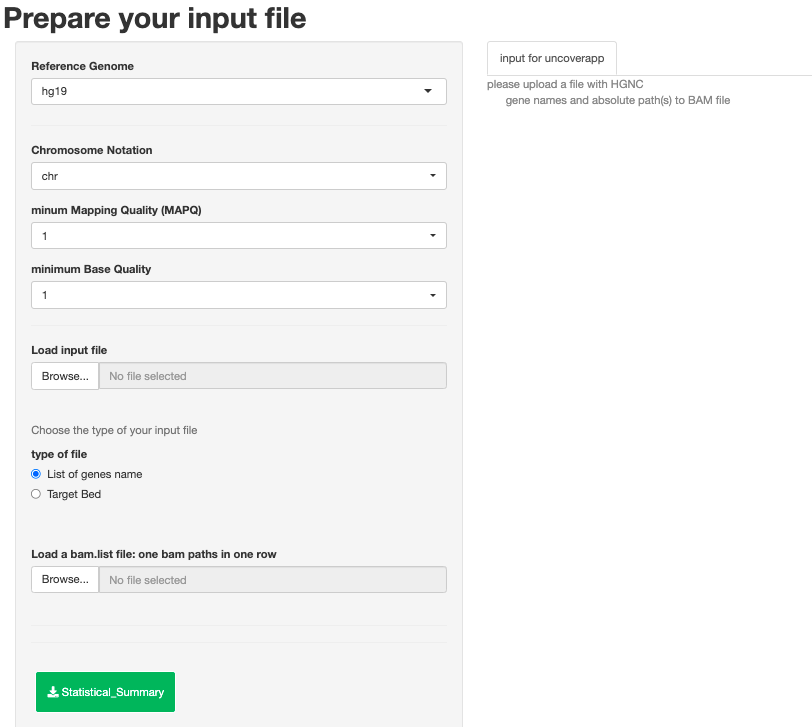 Prepare your input file
Reference Genome
hg19
Chromosome Notation
chr
minum Mapping Quality (MAPQ)
1
minimum Base Quality
1
Load input file
Browse... No file selected
Choose the type of your input file
type of file
List of genes name
Target Bed
Load a bam.list file: one bam paths in one row
Browse... No file selected
Statistical_Summary
input for uncoverapp
please upload a file with HGNC
gene names and absolute path(s) to BAM file